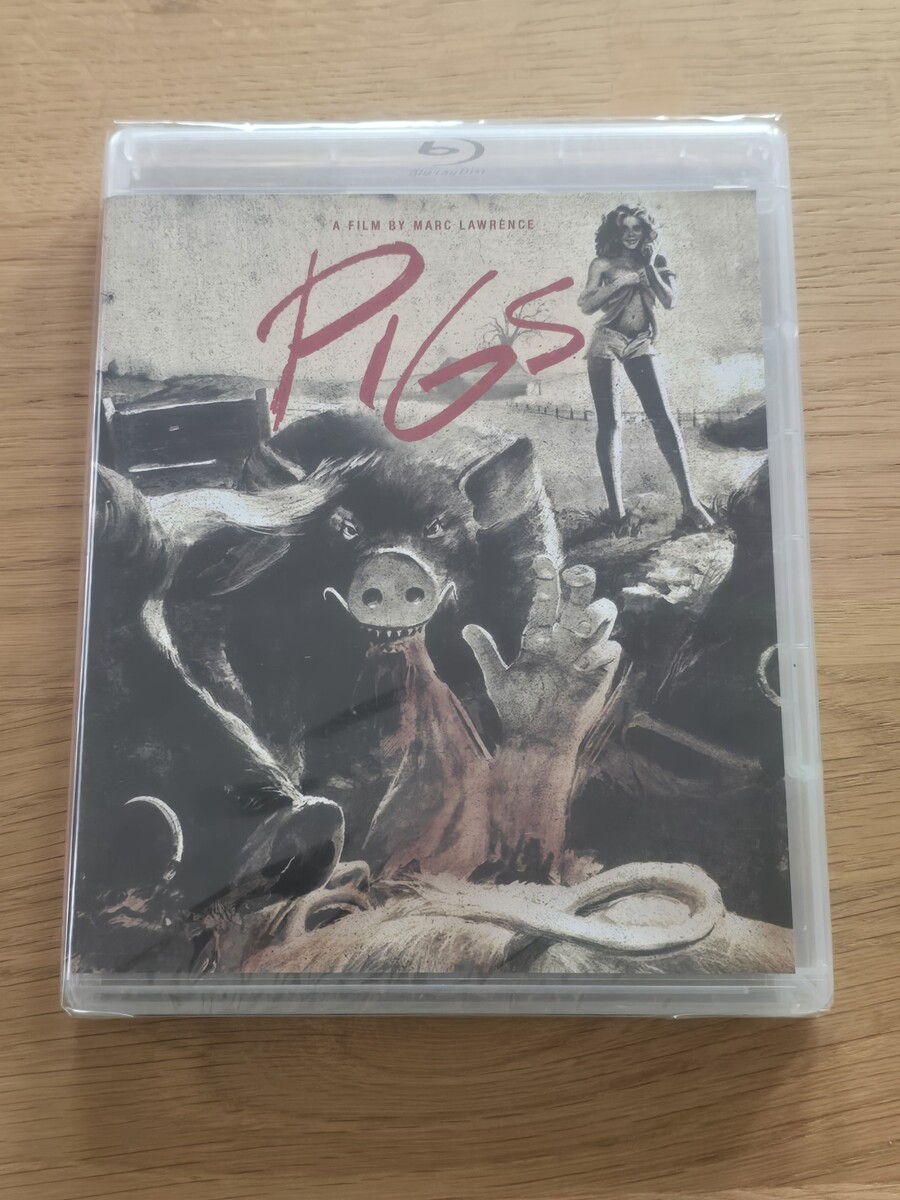 Blu-ray Disc
A FILM BY MARC LAWRENCE
PIGS